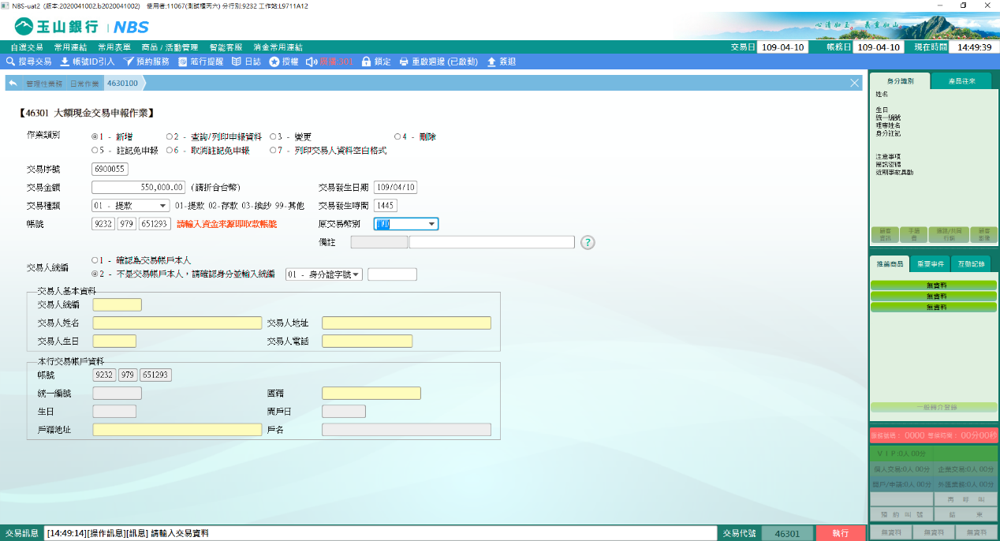 NBS-uat2 (版本:2020041002.b2020041002) 使用者:11067(測試櫃丙六) 分行別:9232 工作站:L9711A12
玉山銀行 NBS
心清如玉。 義重如山。
自選交易 常用連結 常用表單 商品 / 活動管理 智能客服 消金常用連結
交易日 109-04-10 帳務日 109-04-10 現在時間 14:49:39
搜尋交易 帳號ID引入 預約服務 並行提醒 日誌 授權 廣播:301 鎖定 重啟週邊 (已啟動) 簽退
管理性業務 日常作業 4630100
【46301 大額現金交易申報作業】
作業類別 1 - 新增 2 - 查詢/列印申報資料 3 - 變更 4 - 刪除
5 - 註記免申報 6 - 取消註記免申報 7 - 列印交易人資料空白格式
交易序號 6900055
交易金額 550,000.00 (請折合台幣) 交易發生日期 109/04/10
交易種類 01 - 提款 01-提款 02-存款 03-換鈔 99-其他 交易發生時間 1445
帳號 9232 979 651293 請輸入資金來源即收款帳號 原交易幣別 TWD
備註 ?
交易人統編 1 - 確認為交易帳戶本人
2 - 不是交易帳戶本人，請確認身分並輸入統編 01 - 身分證字號
交易人基本資料
交易人統編
交易人姓名 交易人地址
交易人生日 交易人電話
本行交易帳戶資料
帳號 9232 979 651293
統一編號 國籍
生日 開戶日
戶籍地址 戶名
交易訊息 [14:49:14][操作訊息][訊息] 請輸入交易資料 交易代號 46301 執行
身分識別 產品往來
姓名
生日
統一編號
理專姓名
身分註記
注意事項
簡訊密碼
近期事故異動
顧客資訊 手續費 團體/共同行銷 顧客影像
推薦商品 重要事件 互動記錄
無資料
無資料
無資料
一般轉介登錄
服務號碼： 0000 等候時間： 00分00秒
ＶＩＰ:0人 00分
個人交易:0人 00分 企業交易:0人 00分
開戶/申請:0人 00分 外匯業務:0人 00分
再 呼 叫
預 約 叫 號 結 束
無資料 無資料 無資料